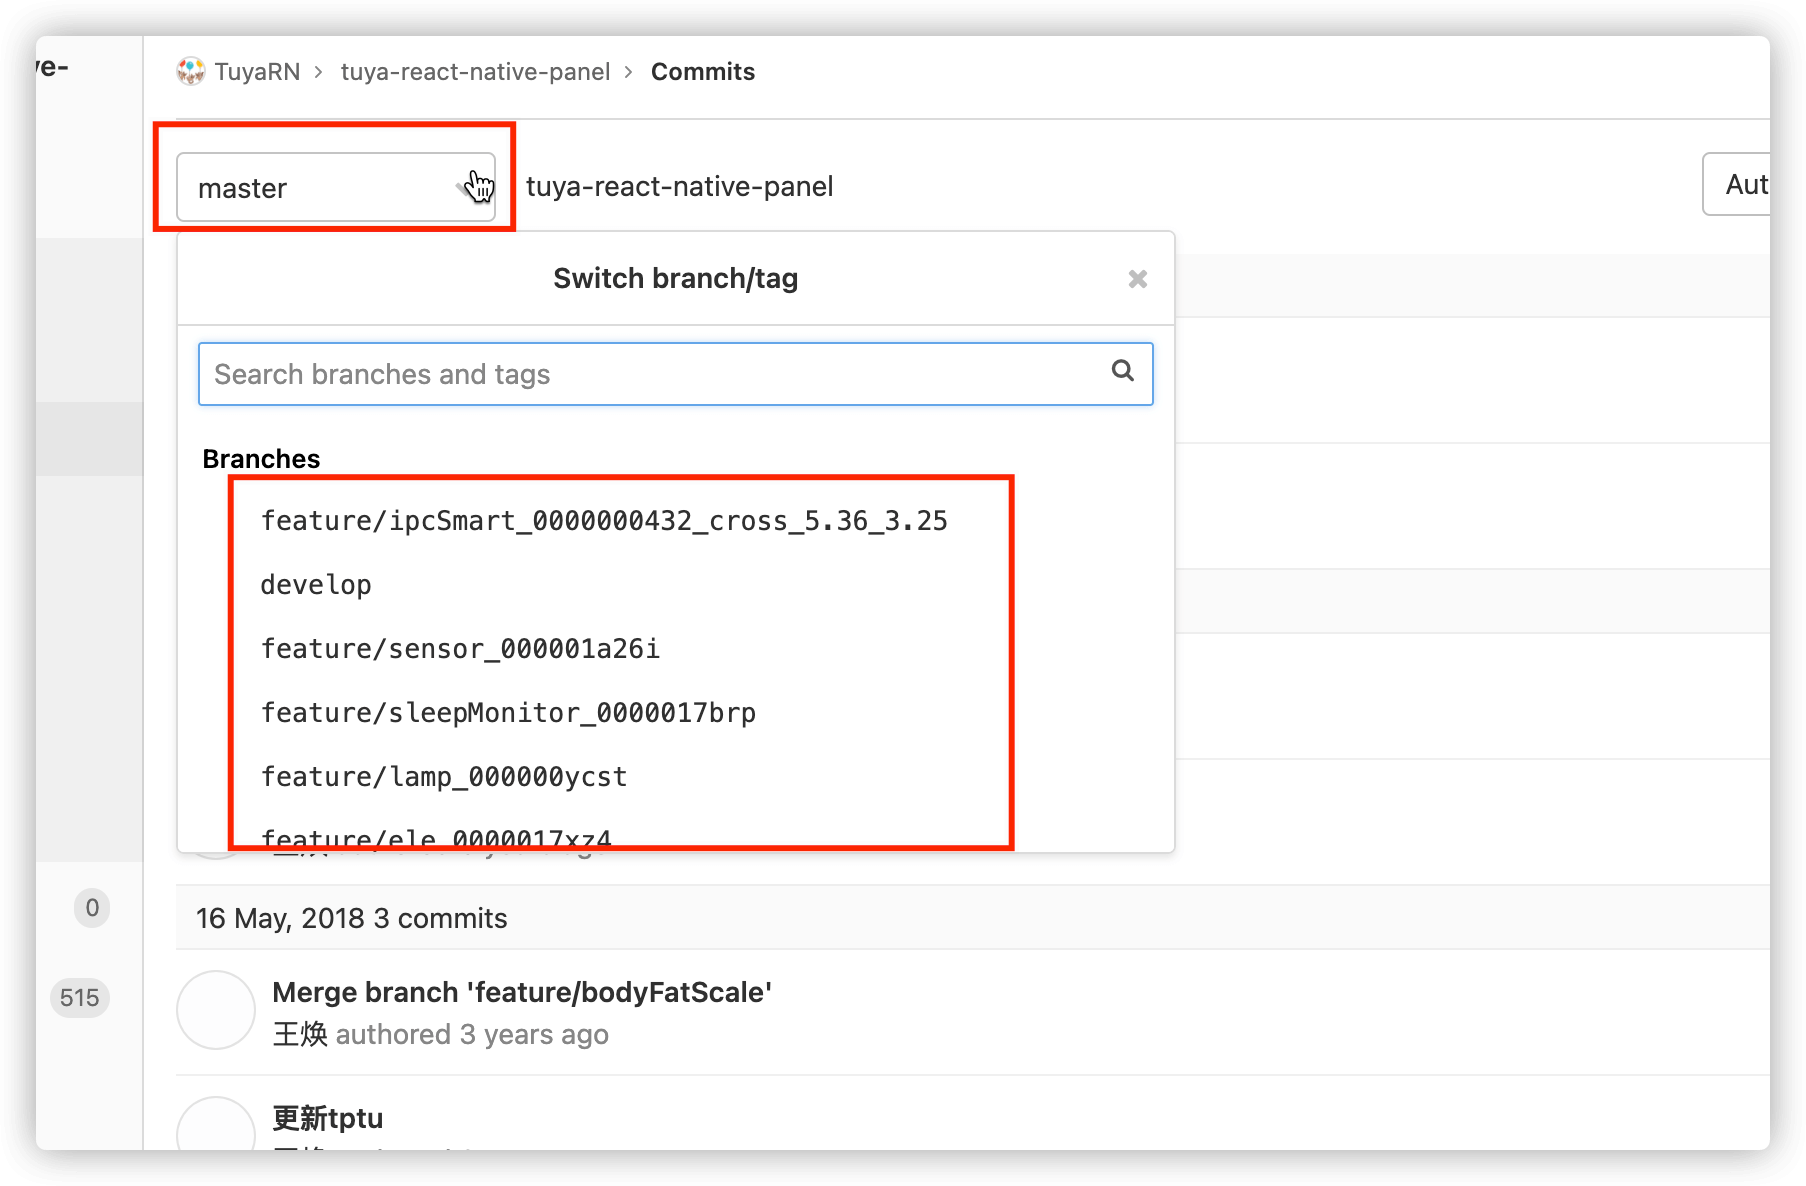 ve-
TuyaRN > tuya-react-native-panel > Commits
master
tuya-react-native-panel
Aut
Switch branch/tag
Search branches and tags
Branches
feature/ipcSmart_0000000432_cross_5.36_3.25
develop
feature/sensor_000001a26i
feature/sleepMonitor_0000017brp
feature/lamp_000000ycst
feature/ele_0000017xz4
16 May, 2018 3 commits
0
Merge branch 'feature/bodyFatScale'
515
王焕 authored 3 years ago
更新tptu